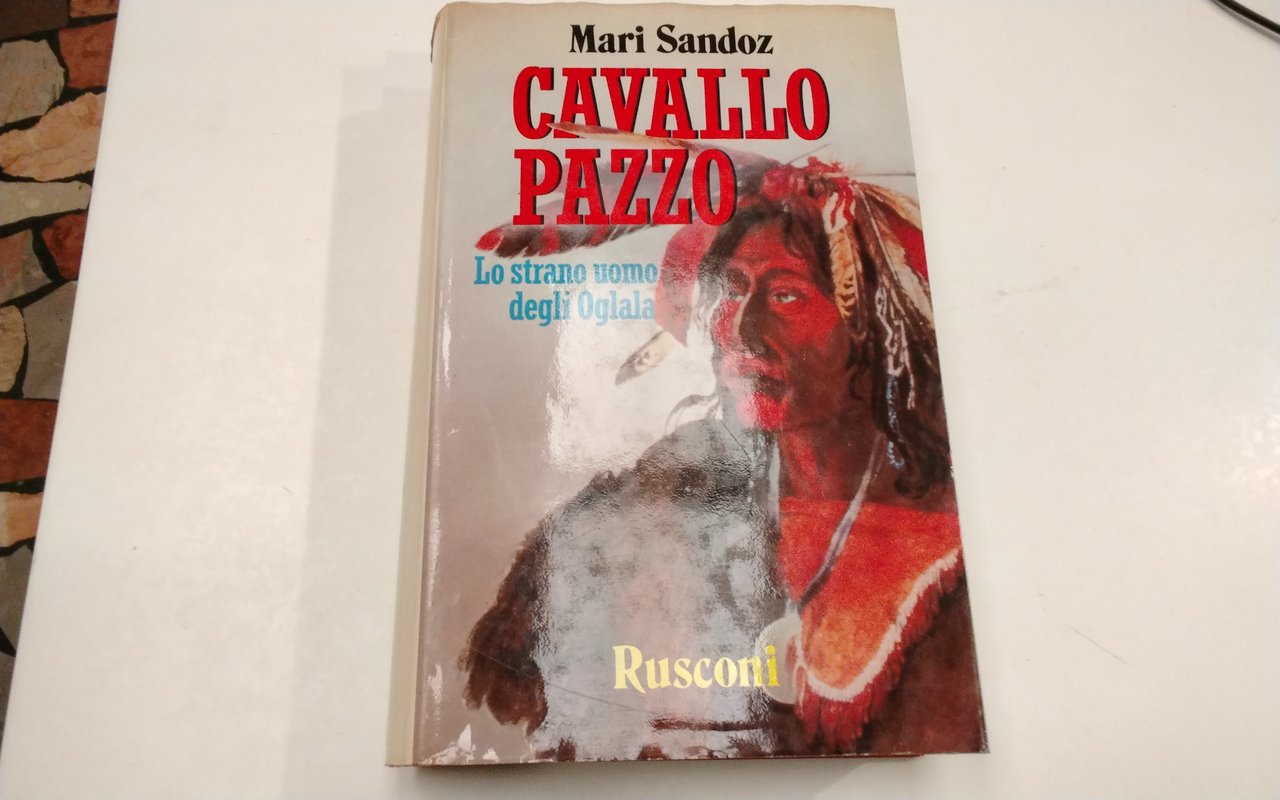 Mari Sandoz
CAVALLO
PAZZO
Lo strano uomo
degli Oglala
Rusconi